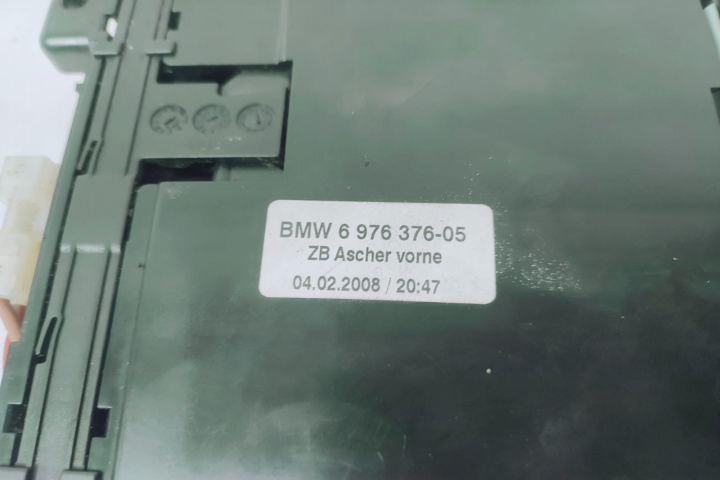 BMW 6 976 376-05
ZB Ascher vorne
04.02.2008 / 20:47